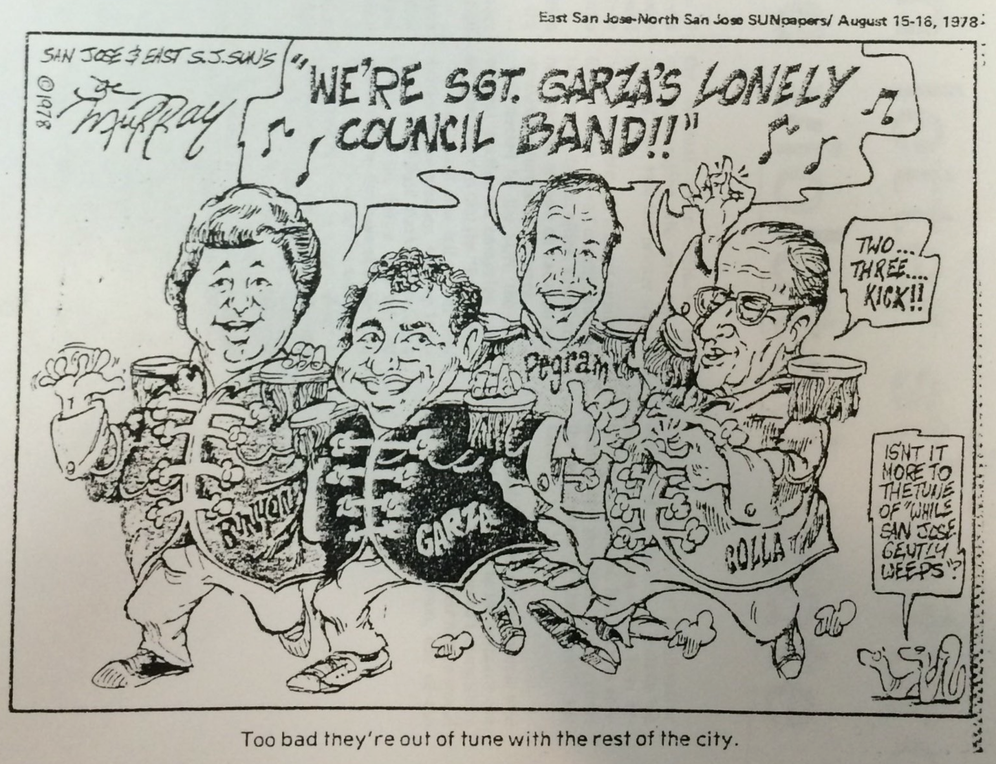 East San Jose-North San Jose SUNpapers/ August 15-16, 1978
SAN JOSE & EAST S.J. SUN'S
©1978
Joe
Murray
"WE'RE SGT. GARZA'S LONELY
COUNCIL BAND!!"
TWO...
THREE....
KICK!!
Pegram
RUNYON
GARZA
COLLA
ISN'T IT
MORE TO
THE TUNE
OF "WHILE
SAN JOSE
GENTLY
WEEPS"?
Too bad they're out of tune with the rest of the city.